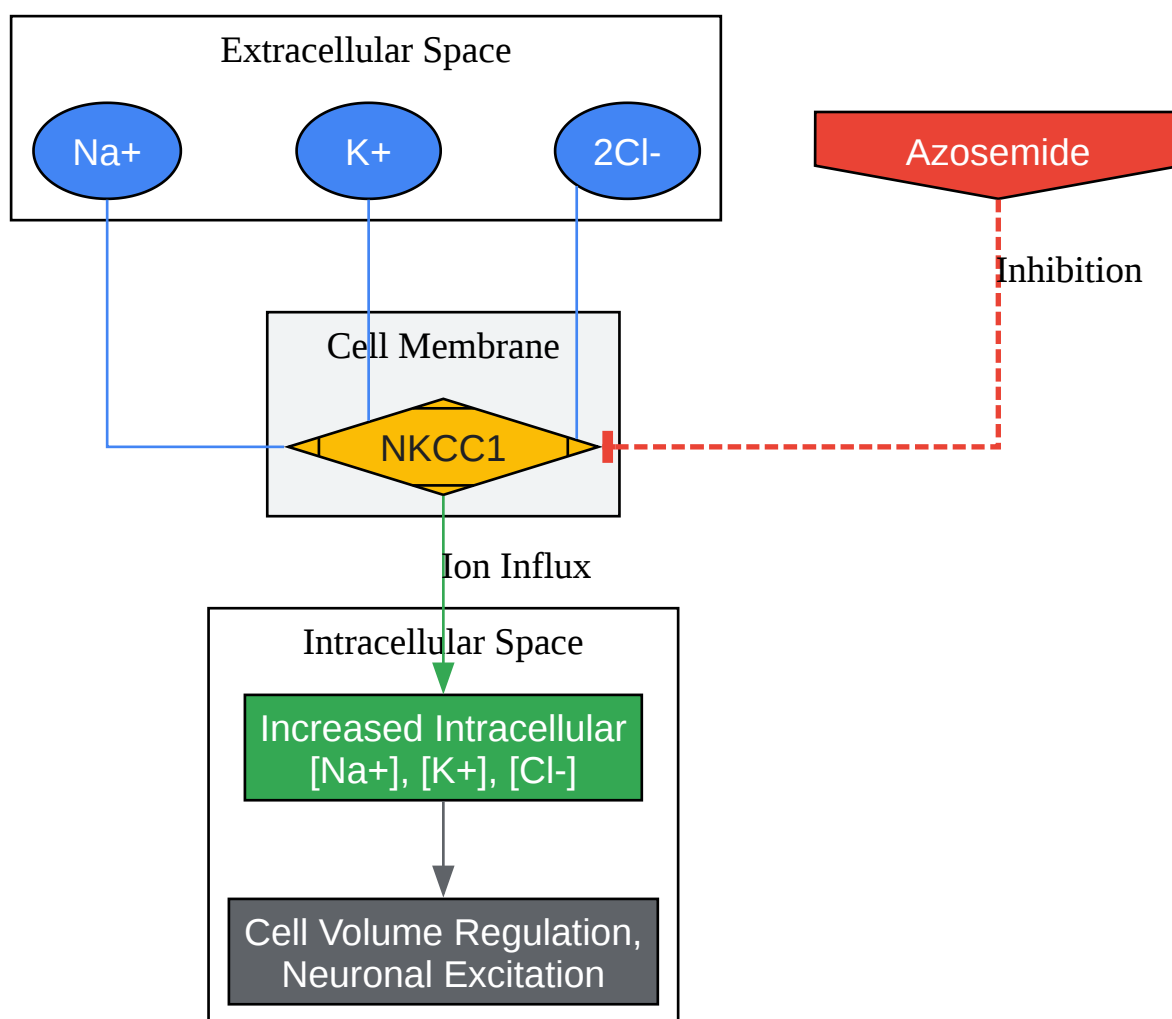 Extracellular Space
Na+
K+
2Cl-
Azosemide
Inhibition
Cell Membrane
NKCC1
Ion Influx
Intracellular Space
Increased Intracellular
[Na+], [K+], [Cl-]
Cell Volume Regulation,
Neuronal Excitation